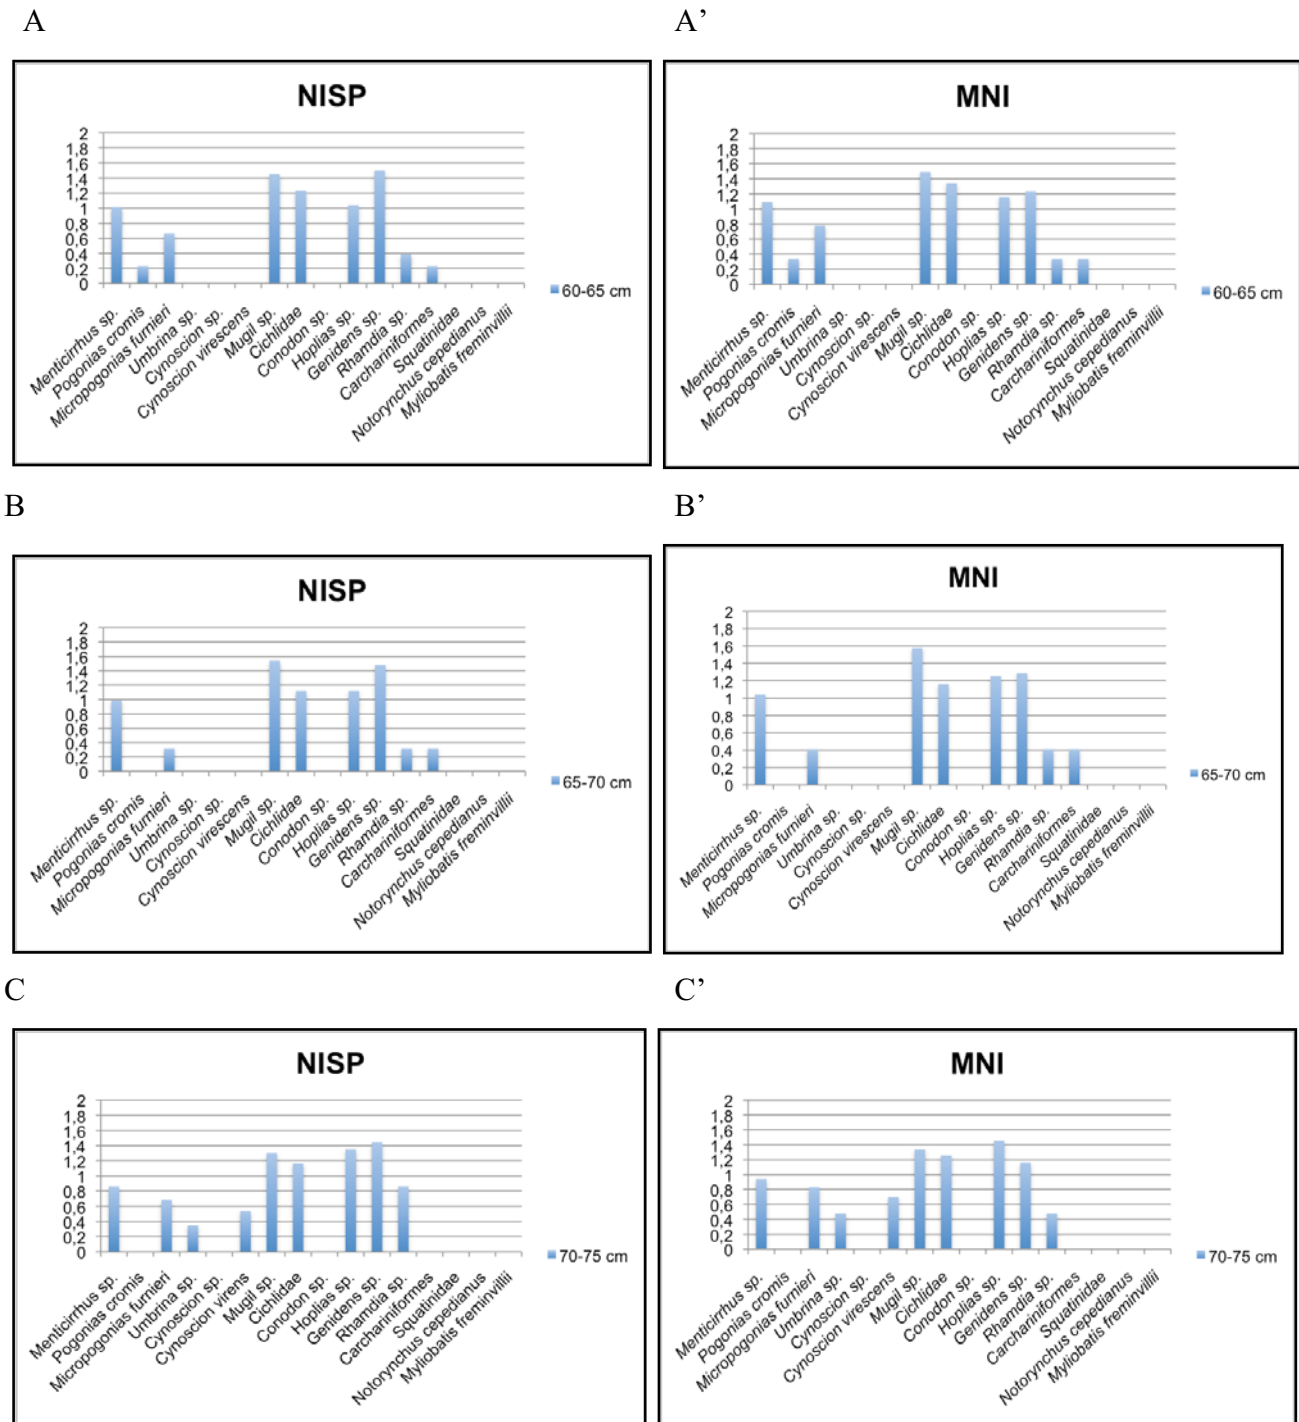 A
NISP
2
1,8
1,6
1,4
1,2
1
0,8
0,6
0,4
0,2
0
Menticirrhus sp.
Pogonias cromis
Micropogonias furnieri
Umbrina sp.
Cynoscion sp.
Cynoscion virescens
Mugil sp.
Cichlidae
Conodon sp.
Hoplias sp.
Genidens sp.
Rhamdia sp.
Carchariniformes
Squatinidae
Notorynchus cepedianus
Myliobatis freminvillii
60-65 cm
A’
MNI
2
1,8
1,6
1,4
1,2
1
0,8
0,6
0,4
0,2
0
Menticirrhus sp.
Pogonias cromis
Micropogonias furnieri
Umbrina sp.
Cynoscion sp.
Cynoscion virescens
Mugil sp.
Cichlidae
Conodon sp.
Hoplias sp.
Genidens sp.
Rhamdia sp.
Carchariniformes
Squatinidae
Notorynchus cepedianus
Myliobatis freminvillii
60-65 cm
B
NISP
2
1,8
1,6
1,4
1,2
1
0,8
0,6
0,4
0,2
0
Menticirrhus sp.
Pogonias cromis
Micropogonias furnieri
Umbrina sp.
Cynoscion sp.
Cynoscion virescens
Mugil sp.
Cichlidae
Conodon sp.
Hoplias sp.
Genidens sp.
Rhamdia sp.
Carchariniformes
Squatinidae
Notorynchus cepedianus
Myliobatis freminvillii
65-70 cm
B’
MNI
2
1,8
1,6
1,4
1,2
1
0,8
0,6
0,4
0,2
0
Menticirrhus sp.
Pogonias cromis
Micropogonias furnieri
Umbrina sp.
Cynoscion sp.
Cynoscion virescens
Mugil sp.
Cichlidae
Conodon sp.
Hoplias sp.
Genidens sp.
Rhamdia sp.
Carchariniformes
Squatinidae
Notorynchus cepedianus
Myliobatis freminvillii
65-70 cm
C
NISP
2
1,8
1,6
1,4
1,2
1
0,8
0,6
0,4
0,2
0
Menticirrhus sp.
Pogonias cromis
Micropogonias furnieri
Umbrina sp.
Cynoscion sp.
Cynoscion virens
Mugil sp.
Cichlidae
Conodon sp.
Hoplias sp.
Genidens sp.
Rhamdia sp.
Carchariniformes
Squatinidae
Notorynchus cepedianus
Myliobatis freminvillii
70-75 cm
C’
MNI
2
1,8
1,6
1,4
1,2
1
0,8
0,6
0,4
0,2
0
Menticirrhus sp.
Pogonias cromis
Micropogonias furnieri
Umbrina sp.
Cynoscion sp.
Cynoscion virescens
Mugil sp.
Cichlidae
Conodon sp.
Hoplias sp.
Genidens sp.
Rhamdia sp.
Carchariniformes
Squatinidae
Notorynchus cepedianus
Myliobatis freminvillii
70-75 cm